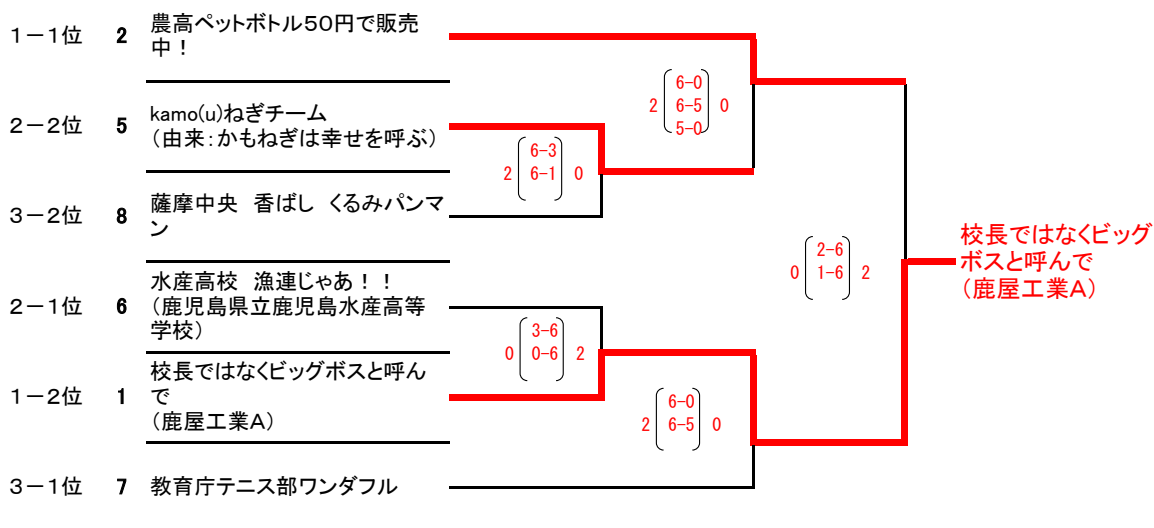 １－１位 2 農高ペットボトル５０円で販売
中！
6-0
2 6-5 0
5-0
２－２位 5 kamo(u)ねぎチーム
（由来：かもねぎは幸せを呼ぶ）
6-3
2 6-1 0
３－２位 8 薩摩中央　香ばし　くるみパンマ
ン
2-6
0 1-6 2
校長ではなくビッグ
ボスと呼んで
（鹿屋工業Ａ）
２－１位 6 水産高校　漁連じゃあ！！
（鹿児島県立鹿児島水産高等
学校）
3-6
0 0-6 2
１－２位 1 校長ではなくビッグボスと呼ん
で
（鹿屋工業Ａ）
6-0
2 6-5 0
３－１位 7 教育庁テニス部ワンダフル